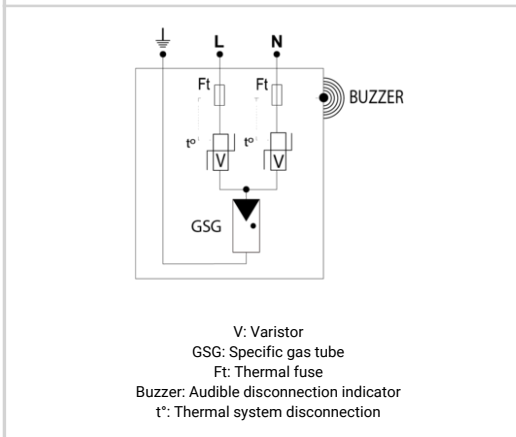 L N
Ft Ft BUZZER
t° t°
V V
GSG
V: Varistor
GSG: Specific gas tube
Ft: Thermal fuse
Buzzer: Audible disconnection indicator
t°: Thermal system disconnection